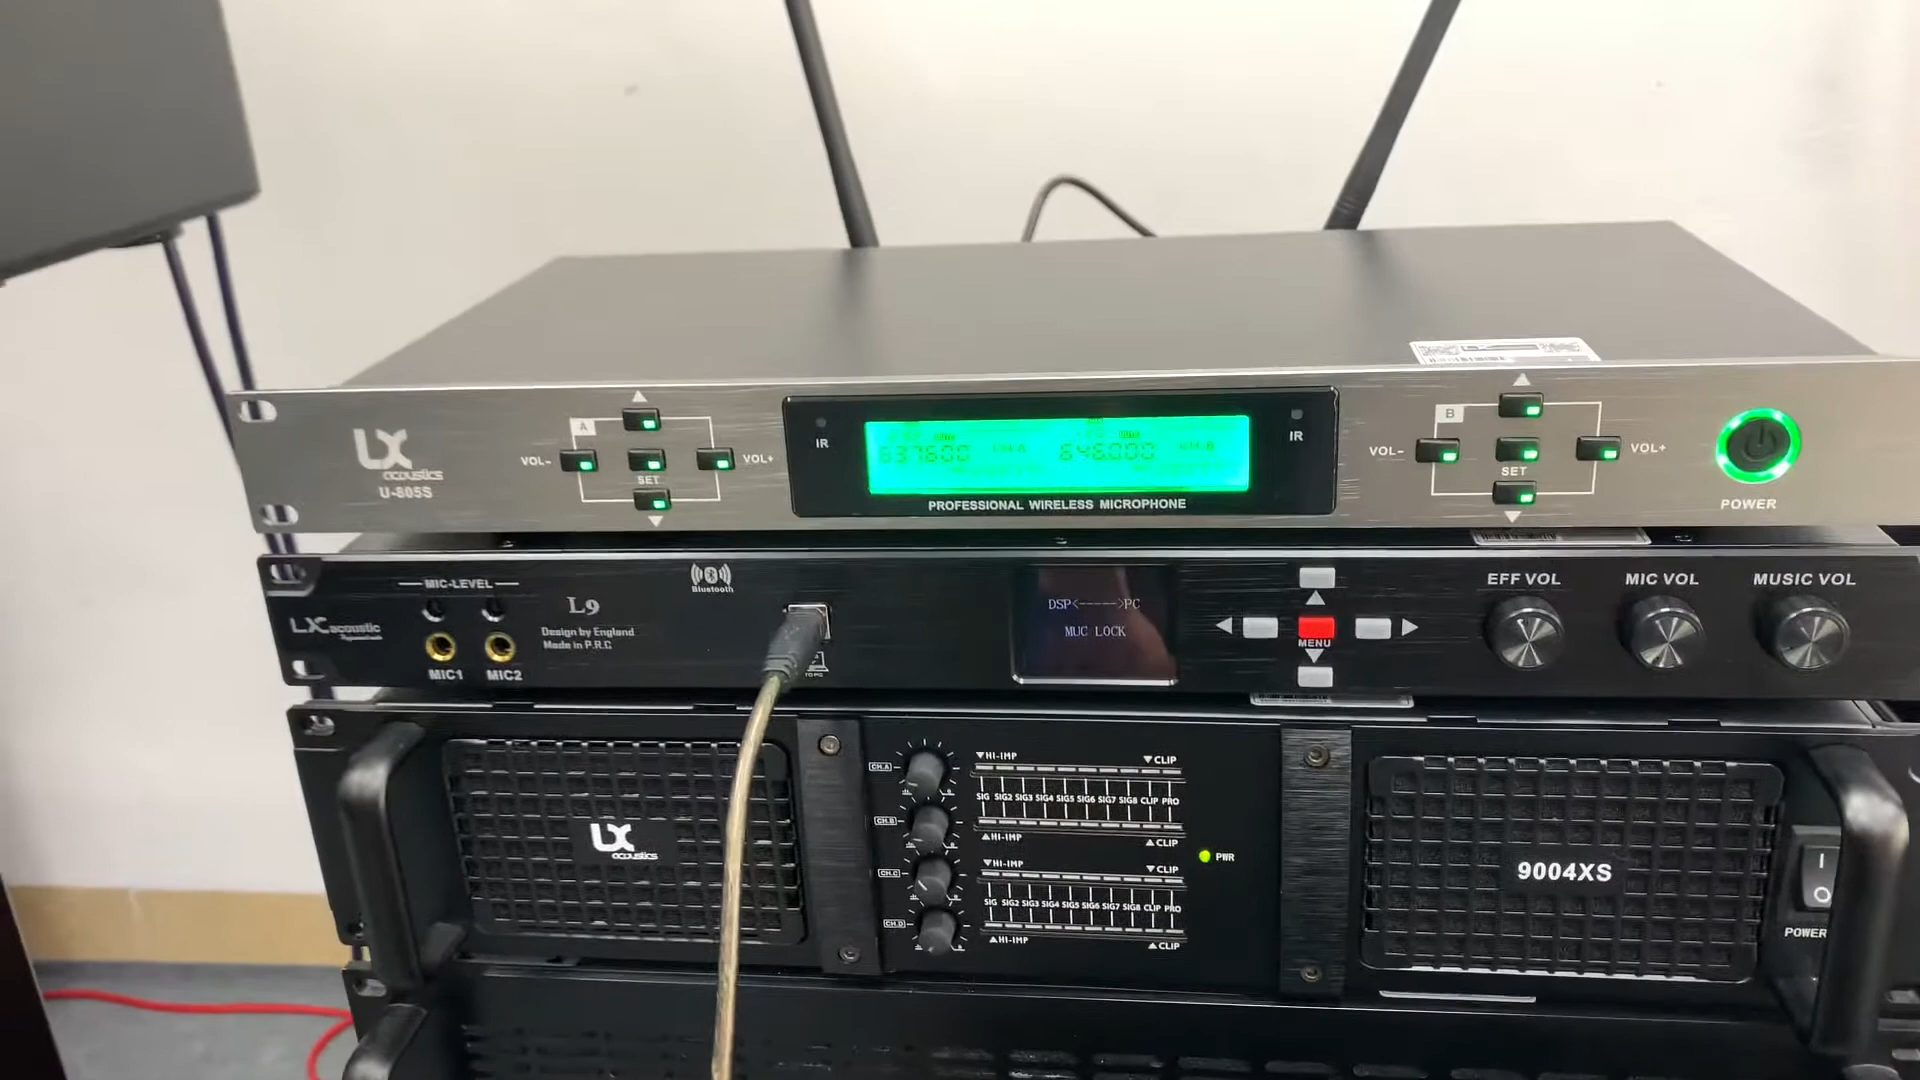 LX
acoustics
U-805S
A
VOL-
VOL+
SET
IR
637.600
CH.A
646.000
CH.B
IR
PROFESSIONAL WIRELESS MICROPHONE
B
VOL-
VOL+
SET
POWER
LX acoustic
MIC-LEVEL
MIC1
MIC2
L9
Design by England
Made in P.R.C
Bluetooth
TO PC
DSP<----->PC
MUC LOCK
MENU
EFF VOL
MIC VOL
MUSIC VOL
LX
acoustics
CH.A
CH.B
CH.C
CH.D
▼HI-IMP
▼CLIP
SIG SIG2 SIG3 SIG4 SIG5 SIG6 SIG7 SIG8 CLIP PRO
▲HI-IMP
▲CLIP
▼HI-IMP
▼CLIP
SIG SIG2 SIG3 SIG4 SIG5 SIG6 SIG7 SIG8 CLIP PRO
▲HI-IMP
▲CLIP
PWR
9004XS
I
O
POWER